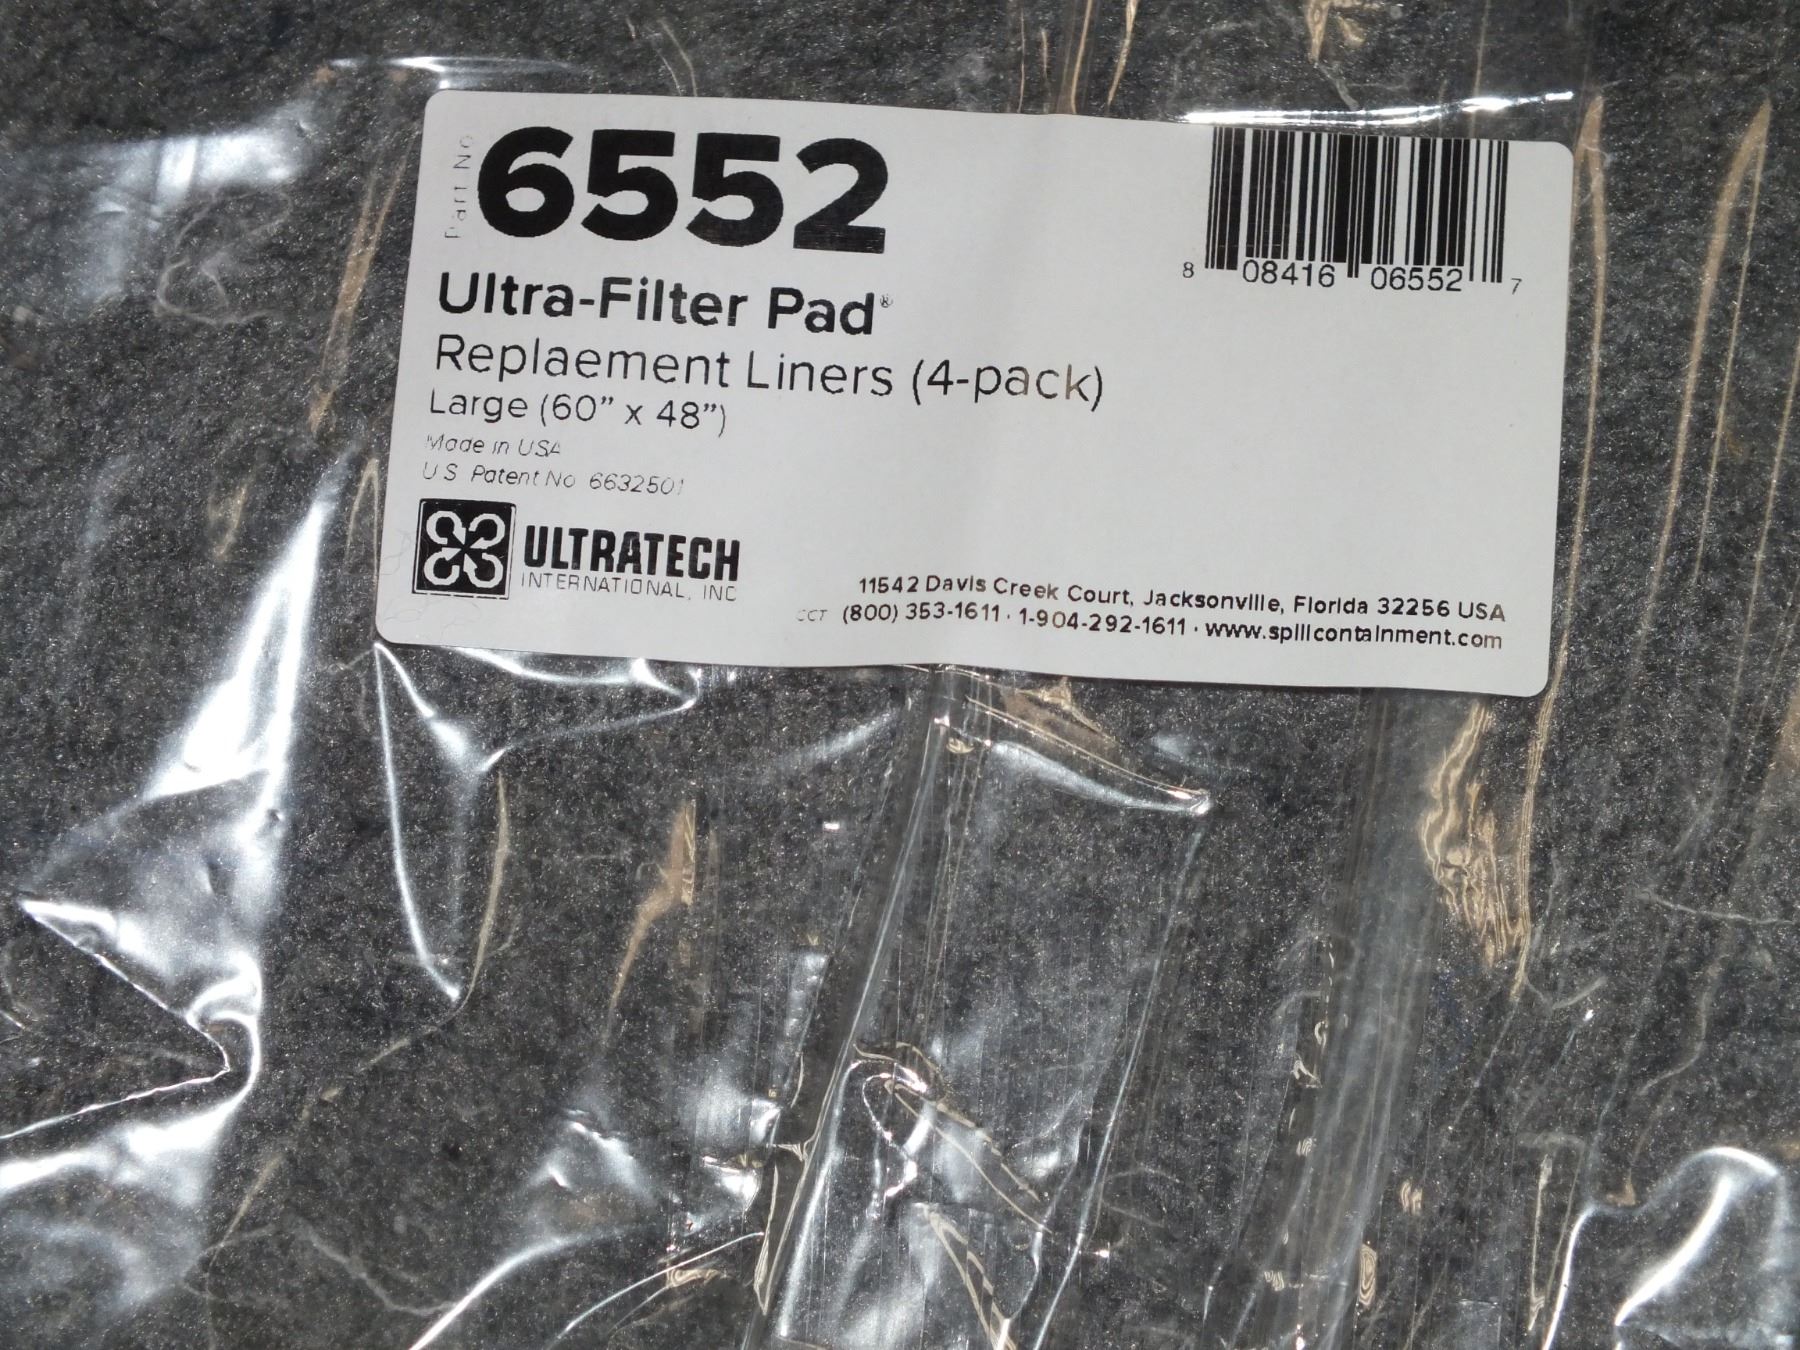 Part No
6552
8 08416 06552 7
Ultra-Filter Pad®
Replaement Liners (4-pack)
Large (60” x 48”)
Made in USA
U S Patent No 6632501
ULTRATECH
INTERNATIONAL, INC
11542 Davis Creek Court, Jacksonville, Florida 32256 USA
CCT (800) 353-1611 · 1-904-292-1611 · www.spillcontainment.com